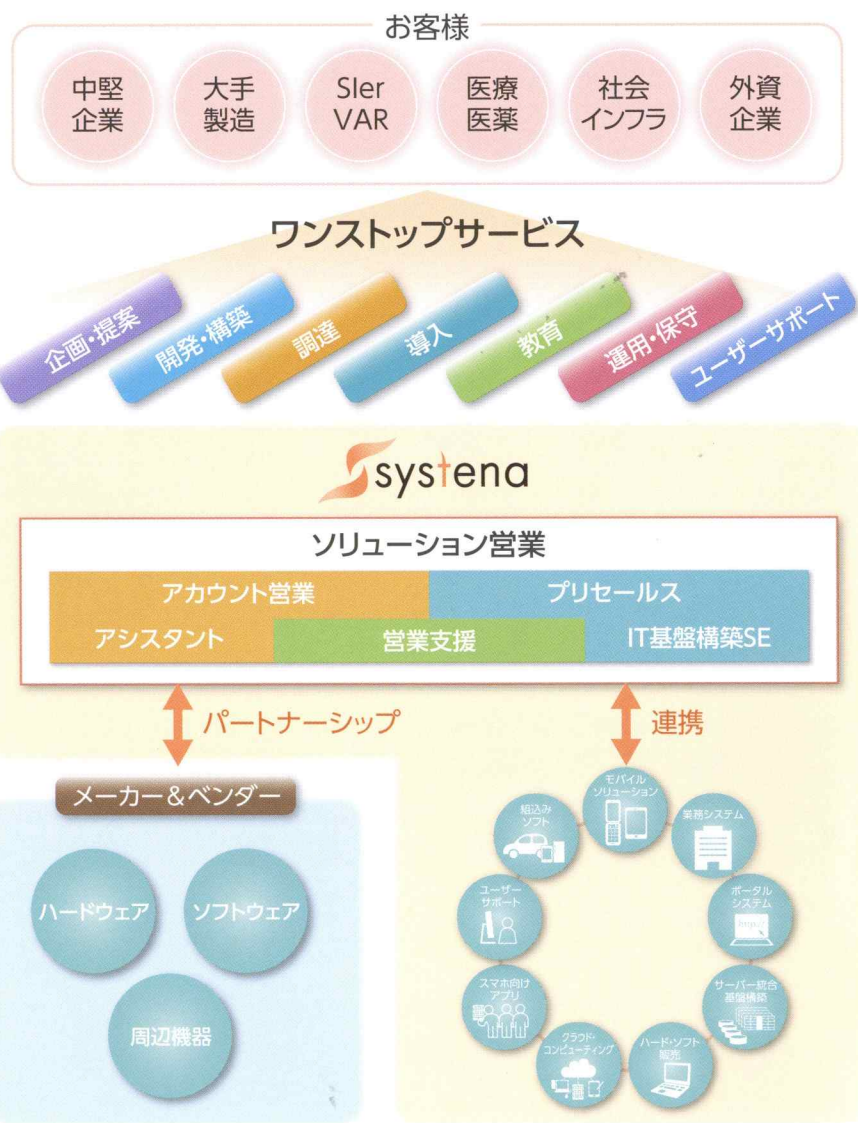 お客様
中堅
企業
大手
製造
SIer
VAR
医療
医薬
社会
インフラ
外資
企業
ワンストップサービス
企画・提案
開発・構築
調達
導入
教育
運用・保守
ユーザーサポート
systena
ソリューション営業
アカウント営業
プリセールス
アシスタント
営業支援
IT基盤構築SE
パートナーシップ
連携
メーカー&ベンダー
ハードウェア
ソフトウェア
周辺機器
モバイル
ソリューション
業務システム
ポータル
システム
http://
サーバー統合
基盤構築
ハード・ソフト
販売
クラウド・
コンピューティング
スマホ向け
アプリ
ユーザー
サポート
組込み
ソフト